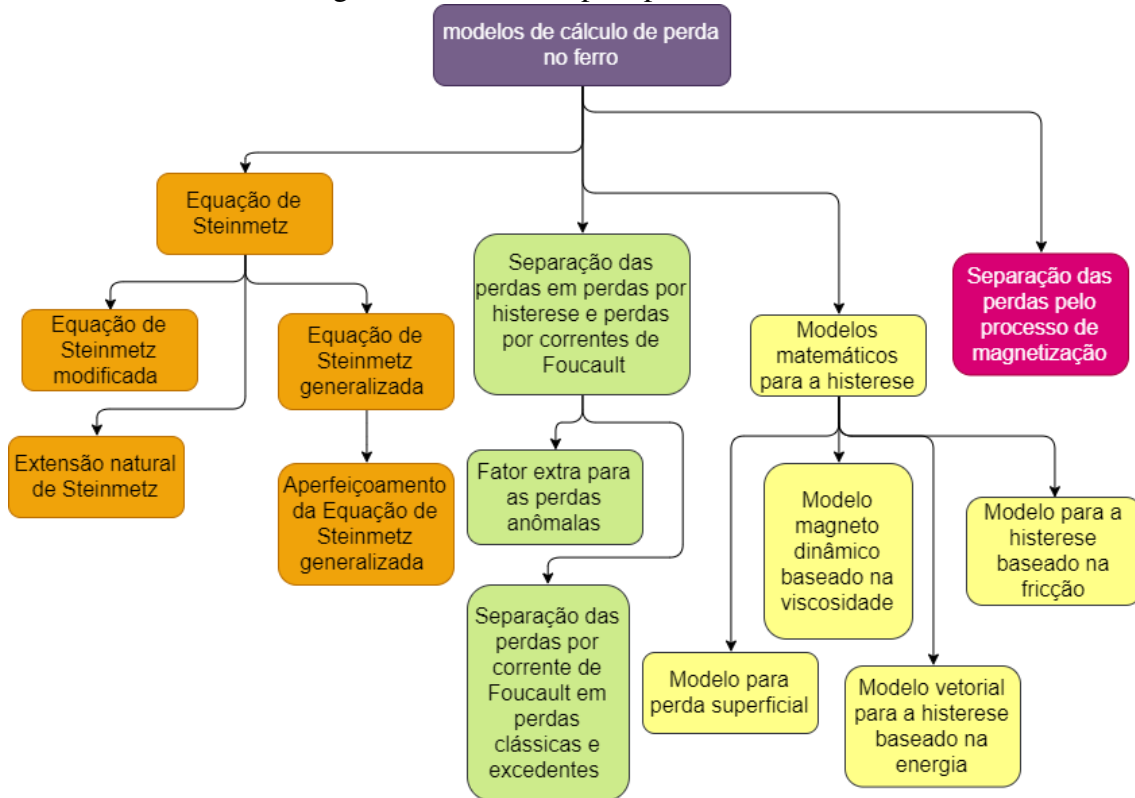 modelos de cálculo de perda
no ferro
Equação de
Steinmetz
Equação de
Steinmetz
modificada
Extensão natural
de Steinmetz
Equação de
Steinmetz
generalizada
Aperfeiçoamento
da Equação de
Steinmetz
generalizada
Separação das
perdas em perdas por
histerese e perdas
por correntes de
Foucault
Fator extra para
as perdas
anômalas
Separação das
perdas por
corrente de
Foucault em
perdas
clássicas e
excedentes
Modelos
matemáticos
para a histerese
Modelo para
perda superficial
Modelo
magneto
dinâmico
baseado na
viscosidade
Modelo vetorial
para a histerese
baseado na
energia
Modelo para a
histerese
baseado na
fricção
Separação das
perdas pelo
processo de
magnetização